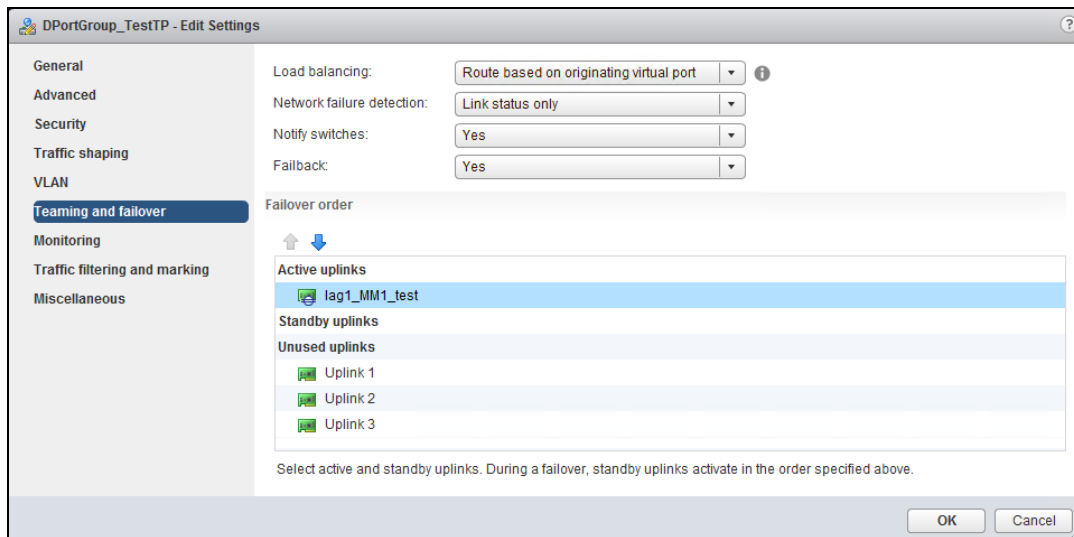 DPortGroup_TestTP - Edit Settings
?
General
Advanced
Security
Traffic shaping
VLAN
Teaming and failover
Monitoring
Traffic filtering and marking
Miscellaneous
Load balancing: Route based on originating virtual port
Network failure detection: Link status only
Notify switches: Yes
Failback: Yes
Failover order
Active uplinks
lag1_MM1_test
Standby uplinks
Unused uplinks
Uplink 1
Uplink 2
Uplink 3
Select active and standby uplinks. During a failover, standby uplinks activate in the order specified above.
OK Cancel